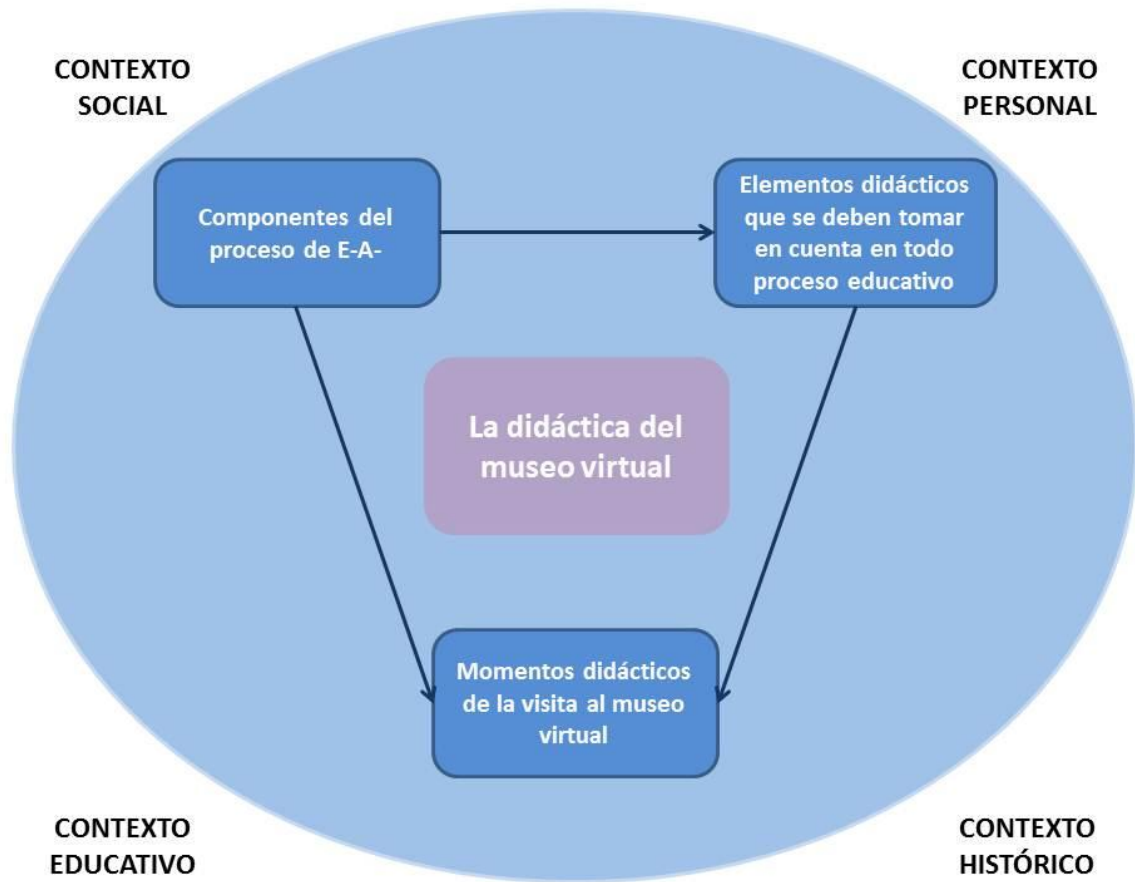 CONTEXTO
SOCIAL
CONTEXTO
PERSONAL
Componentes del
proceso de E-A-
Elementos didácticos
que se deben tomar
en cuenta en todo
proceso educativo
La didáctica del
museo virtual
Momentos didácticos
de la visita al museo
virtual
CONTEXTO
EDUCATIVO
CONTEXTO
HISTÓRICO